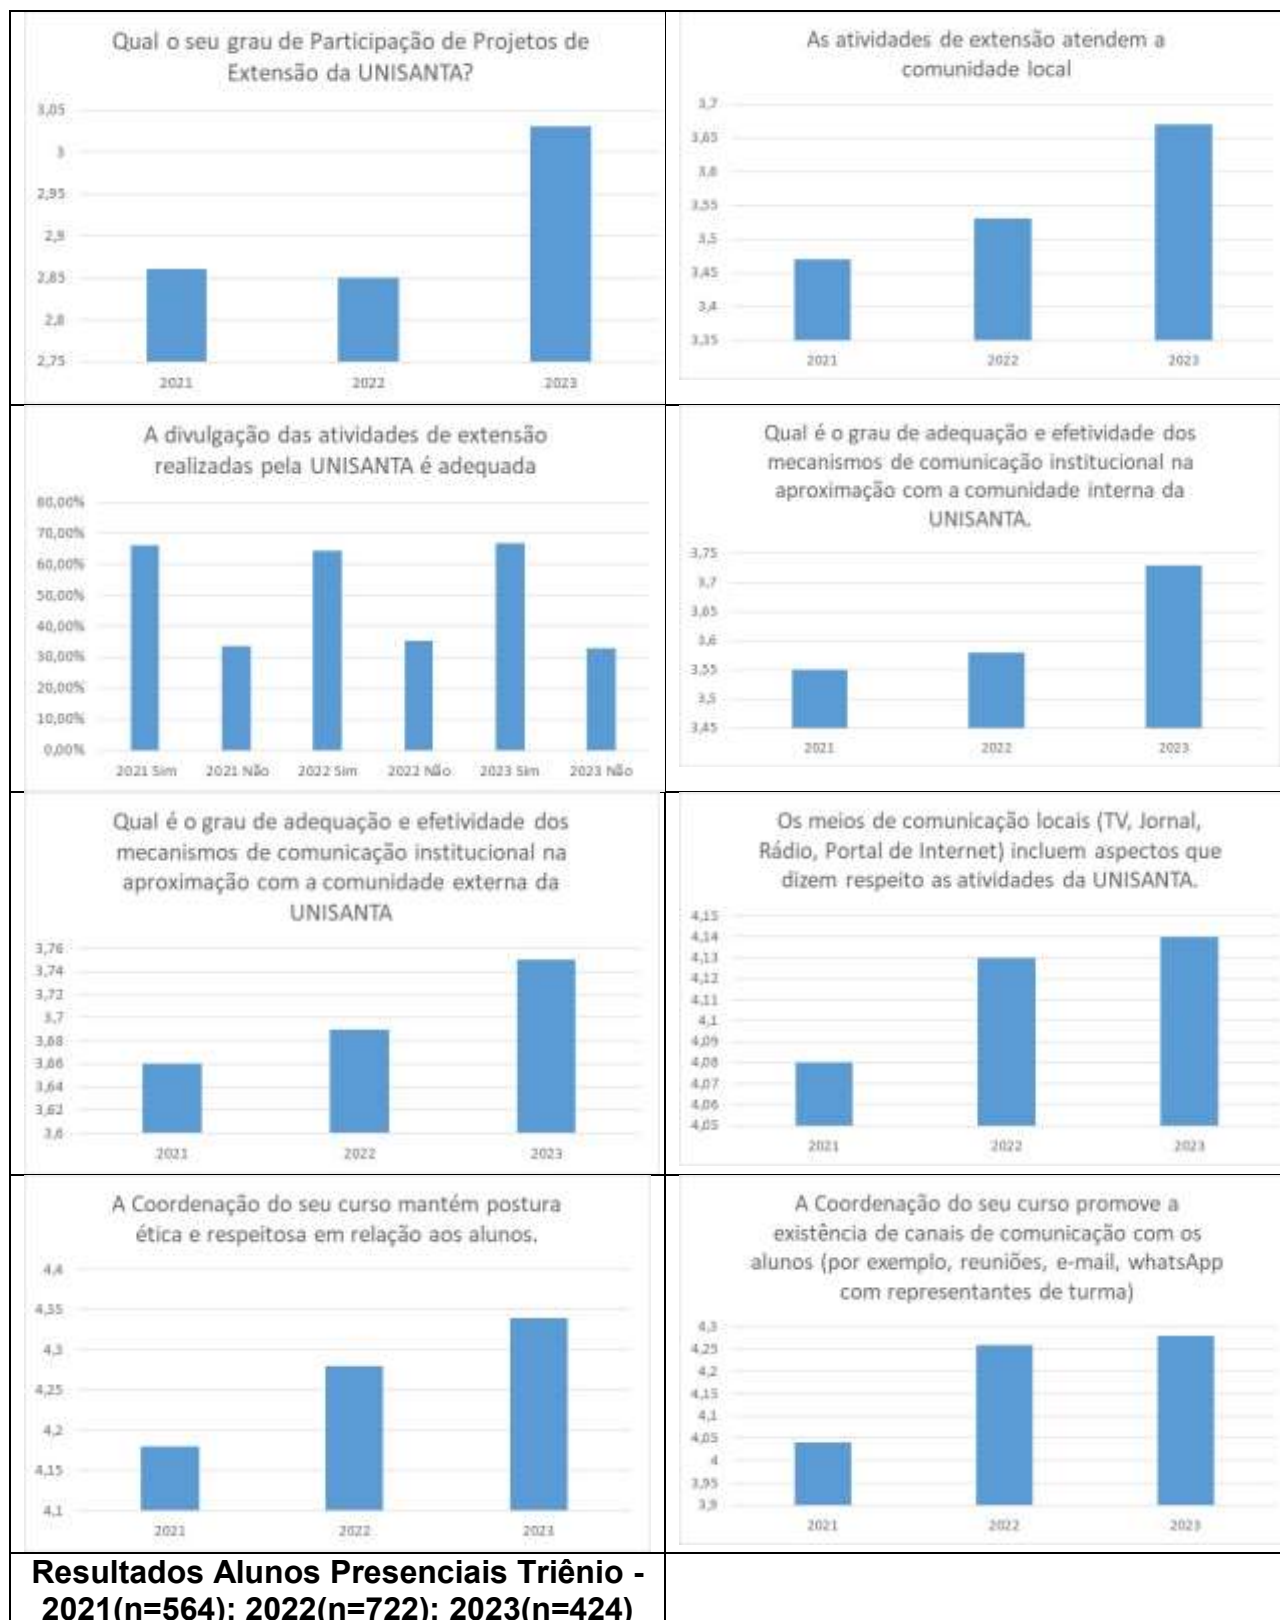 Qual o seu grau de Participação de Projetos de
Extensão da UNISANTA?
3,05
3
2,95
2,9
2,85
2,8
2,75
2021 2022 2023
As atividades de extensão atendem a
comunidade local
3,7
3,65
3,6
3,55
3,5
3,45
3,4
3,35
2021 2022 2023
A divulgação das atividades de extensão
realizadas pela UNISANTA é adequada
80,00%
70,00%
60,00%
50,00%
40,00%
30,00%
20,00%
10,00%
0,00%
2021 Sim 2021 Não 2022 Sim 2022 Não 2023 Sim 2023 Não
Qual é o grau de adequação e efetividade dos
mecanismos de comunicação institucional na
aproximação com a comunidade interna da
UNISANTA.
3,75
3,7
3,65
3,6
3,55
3,5
3,45
2021 2022 2023
Qual é o grau de adequação e efetividade dos
mecanismos de comunicação institucional na
aproximação com a comunidade externa da
UNISANTA
3,76
3,74
3,72
3,7
3,68
3,66
3,64
3,62
3,6
2021 2022 2023
Os meios de comunicação locais (TV, Jornal,
Rádio, Portal de Internet) incluem aspectos que
dizem respeito as atividades da UNISANTA.
4,15
4,14
4,13
4,12
4,11
4,1
4,09
4,08
4,07
4,06
4,05
2021 2022 2023
A Coordenação do seu curso mantém postura
ética e respeitosa em relação aos alunos.
4,4
4,35
4,3
4,25
4,2
4,15
4,1
2021 2022 2023
A Coordenação do seu curso promove a
existência de canais de comunicação com os
alunos (por exemplo, reuniões, e-mail, whatsApp
com representantes de turma)
4,3
4,25
4,2
4,15
4,1
4,05
4
3,95
3,9
2021 2022 2023
Resultados Alunos Presenciais Triênio -
2021(n=564); 2022(n=722); 2023(n=424)